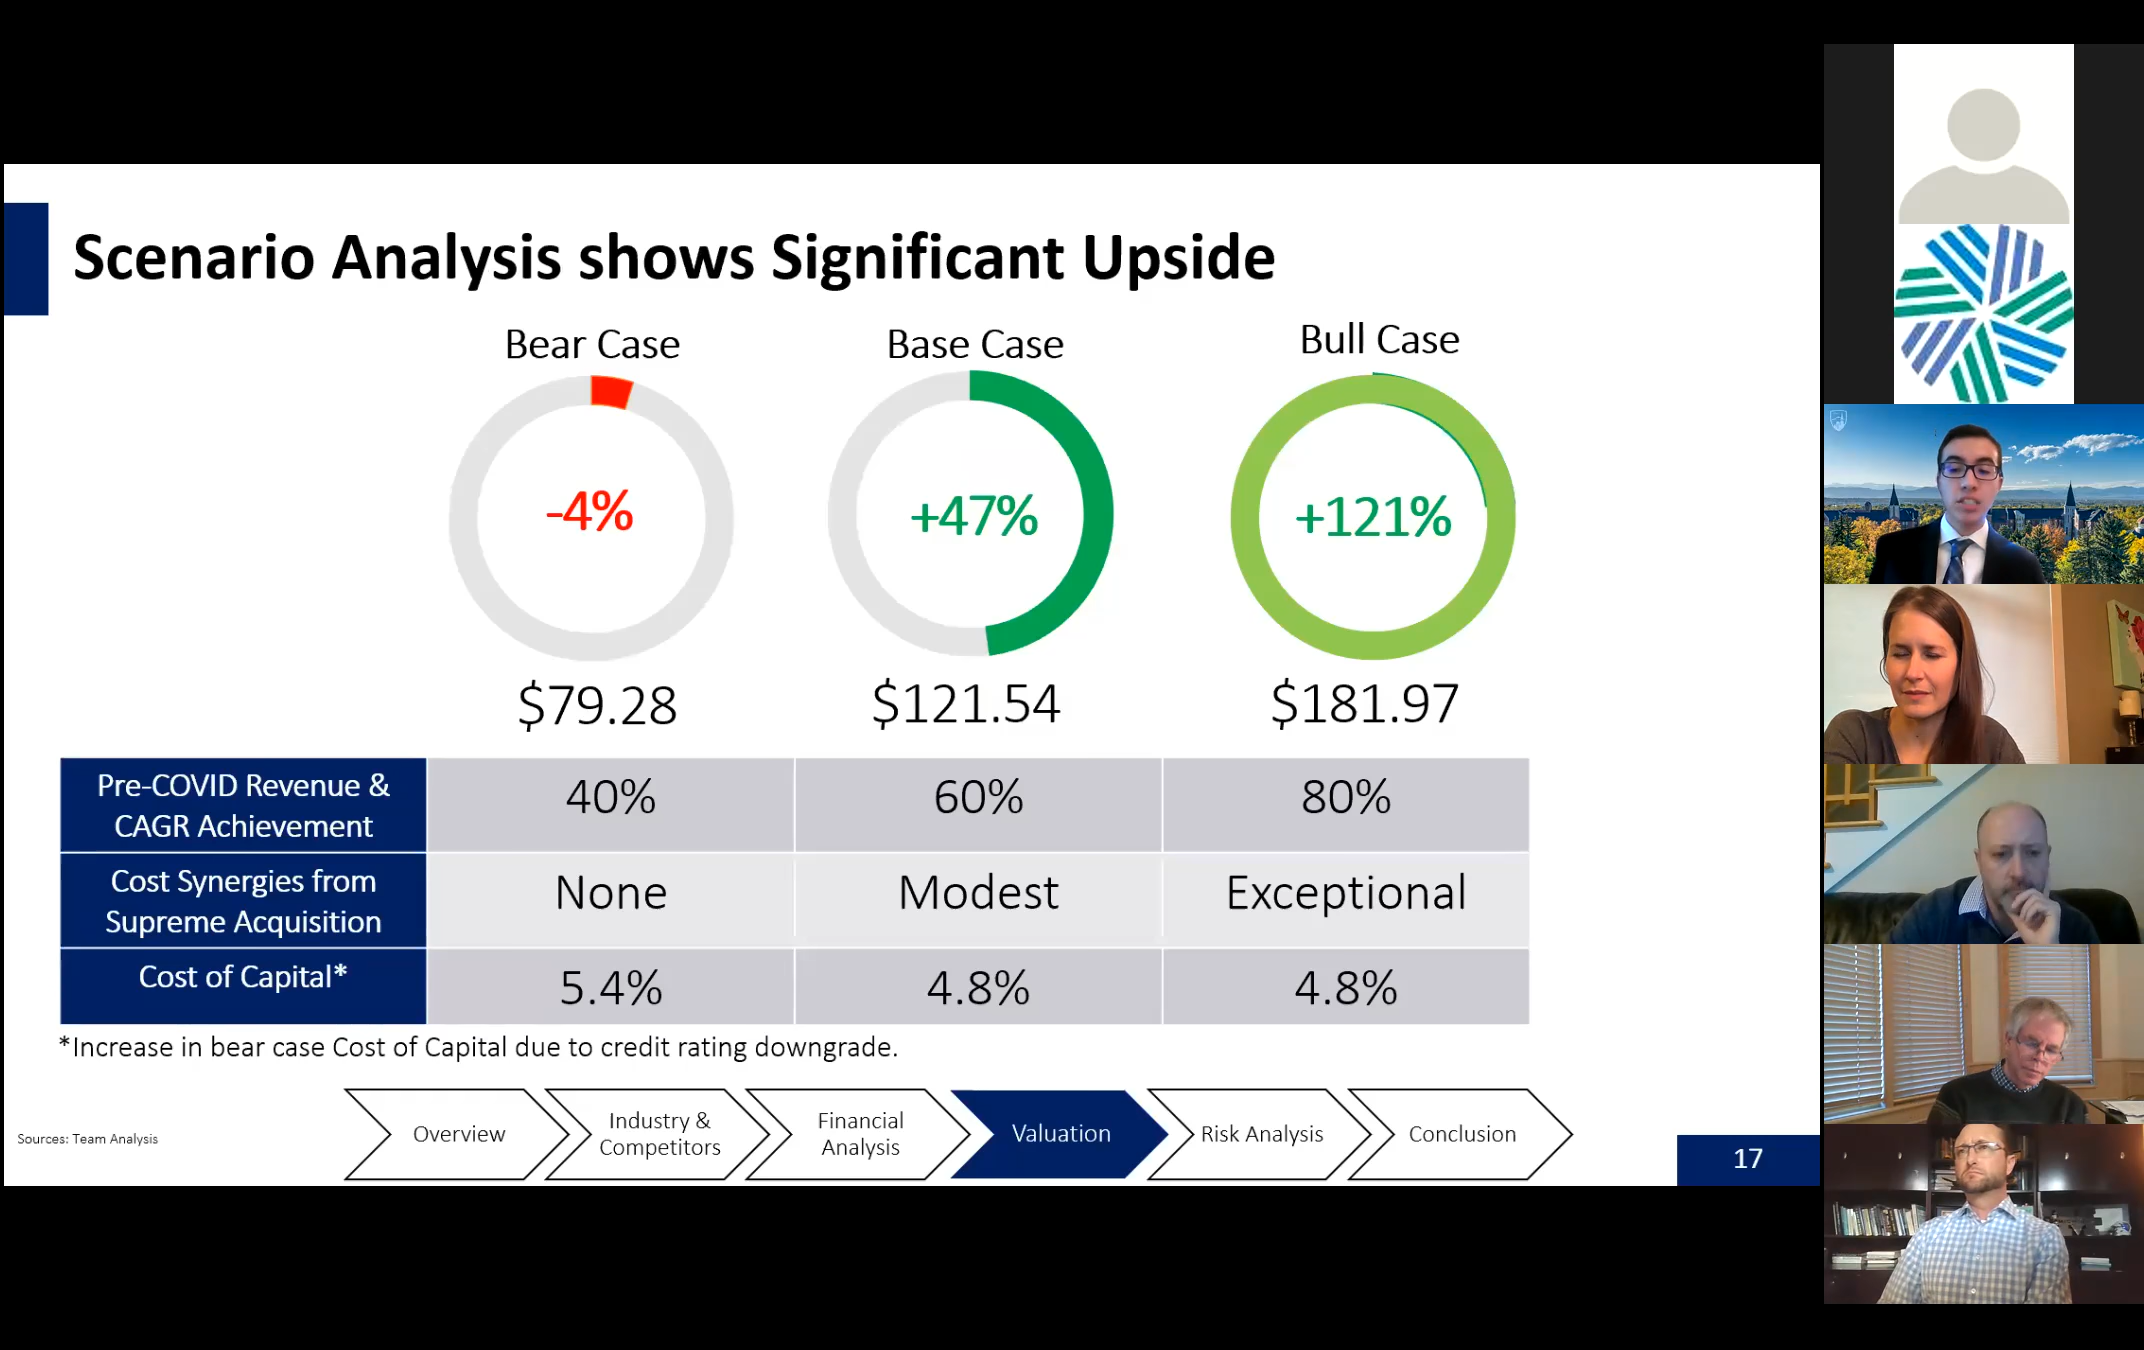 Scenario Analysis shows Significant Upside
Bear Case
Base Case
Bull Case
-4%
+47%
+121%
$79.28
$121.54
$181.97
Pre-COVID Revenue &
CAGR Achievement
40%
60%
80%
Cost Synergies from
Supreme Acquisition
None
Modest
Exceptional
Cost of Capital*
5.4%
4.8%
4.8%
*Increase in bear case Cost of Capital due to credit rating downgrade.
Sources: Team Analysis
Overview
Industry &
Competitors
Financial
Analysis
Valuation
Risk Analysis
Conclusion
17